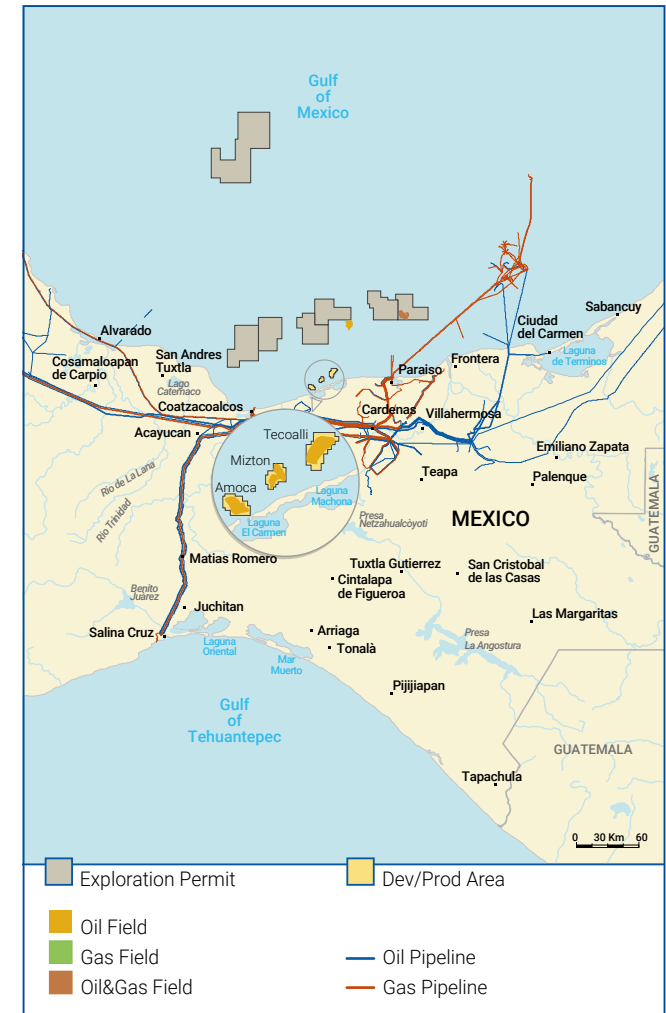 Gulf
of
Mexico
Sabancuy
Ciudad
del Carmen
Alvarado
Laguna
de Terminos
Cosamaloapan
de Carpio
San Andres
Tuxtla
Frontera
Paraiso
Lago
Catemaco
Coatzacoalcos
Cardenas
Villahermosa
Acayucan
Tecoalli
Emiliano Zapata
Mizton
Teapa
Palenque
Rio de La Lana
Amoca
Laguna
Machona
Rio Trinidad
Laguna
El Carmen
Presa
Netzahualcòyoti
MEXICO
GUATEMALA
Matias Romero
Tuxtla Gutierrez
San Cristobal
de las Casas
Cintalapa
de Figueroa
Benito
Juarez
Juchitan
Las Margaritas
Salina Cruz
Arriaga
Presa
La Angostura
Laguna
Oriental
Tonalà
Mar
Muerto
Pijijiapan
Gulf
of
Tehuantepec
GUATEMALA
Tapachula
0 30 Km 60
Exploration Permit
Dev/Prod Area
Oil Field
Gas Field
Oil Pipeline
Oil&Gas Field
Gas Pipeline